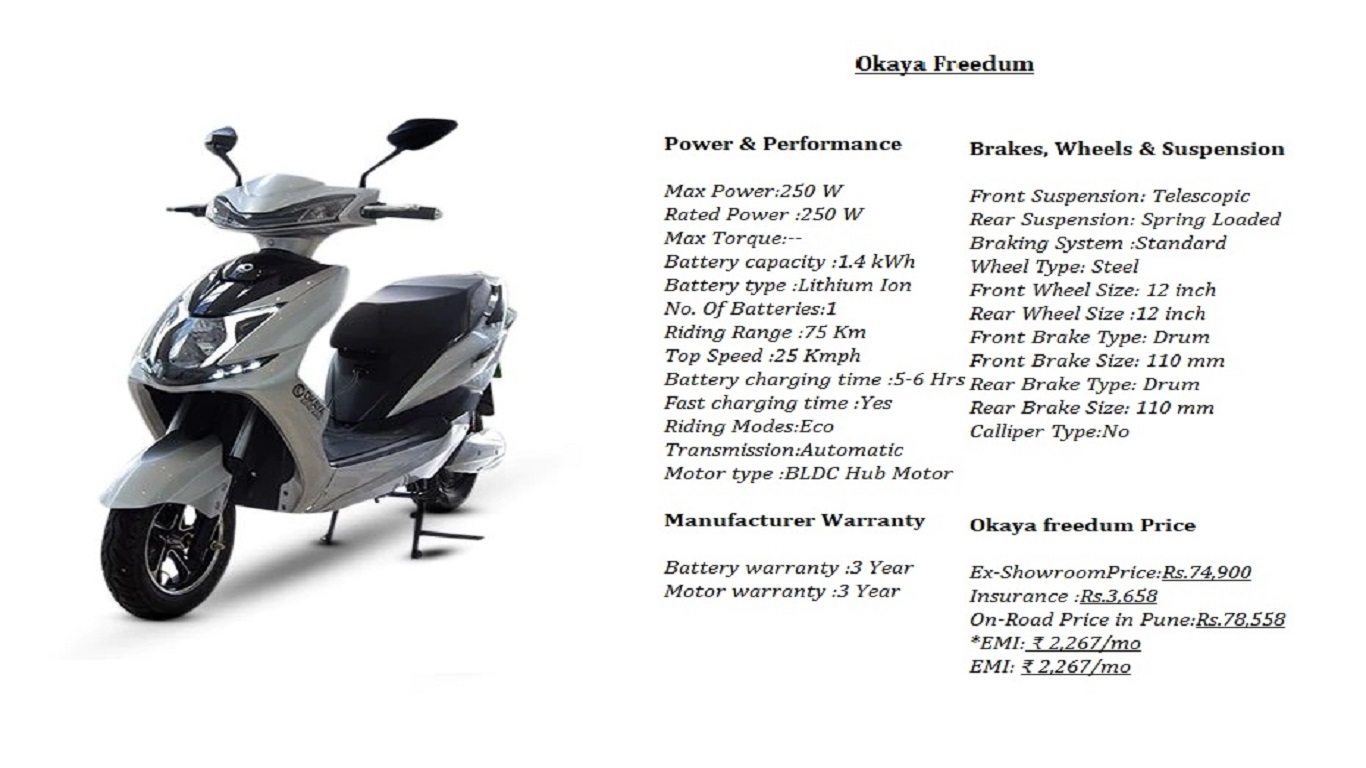 Okaya Freedum
Power & Performance
Max Power:250 W
Rated Power :250 W
Max Torque:--
Battery capacity :1.4 kWh
Battery type :Lithium Ion
No. Of Batteries:1
Riding Range :75 Km
Top Speed :25 Kmph
Battery charging time :5-6 Hrs
Fast charging time :Yes
Riding Modes:Eco
Transmission:Automatic
Motor type :BLDC Hub Motor
Manufacturer Warranty
Battery warranty :3 Year
Motor warranty :3 Year
Brakes, Wheels & Suspension
Front Suspension: Telescopic
Rear Suspension: Spring Loaded
Braking System :Standard
Wheel Type: Steel
Front Wheel Size: 12 inch
Rear Wheel Size :12 inch
Front Brake Type: Drum
Front Brake Size: 110 mm
Rear Brake Type: Drum
Rear Brake Size: 110 mm
Calliper Type:No
Okaya freedum Price
Ex-ShowroomPrice:Rs.74,900
Insurance :Rs.3,658
On-Road Price in Pune:Rs.78,558
*EMI: ₹ 2,267/mo
EMI: ₹ 2,267/mo
OKAYA